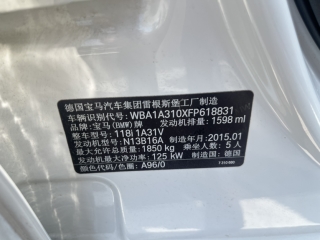 德国宝马汽车集团雷根斯堡工厂制造
车辆识别代号: WBA1A310XFP618831
品牌: 宝马(BMW)牌 发动机排量: 1598 ml
型号: 118i 1A31V
发动机型号: N13B16A 制造年月: 2015.01
最大允许总质量: 1850 kg 乘坐人数: 5 人
发动机最大净功率: 125 kW 制造国: 德国
颜色代码/色圈: A96/0